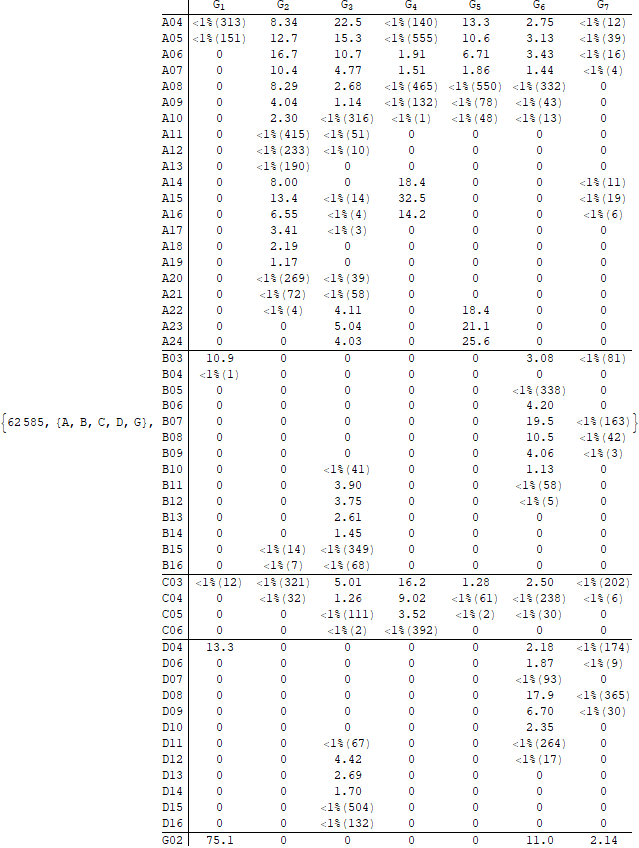 G1 G2 G3 G4 G5 G6 G7
A04 <1%(313) 8.34 22.5 <1%(140) 13.3 2.75 <1%(12)
A05 <1%(151) 12.7 15.3 <1%(555) 10.6 3.13 <1%(39)
A06 0 16.7 10.7 1.91 6.71 3.43 <1%(16)
A07 0 10.4 4.77 1.51 1.86 1.44 <1%(4)
A08 0 8.29 2.68 <1%(465) <1%(550) <1%(332) 0
A09 0 4.04 1.14 <1%(132) <1%(78) <1%(43) 0
A10 0 2.30 <1%(316) <1%(1) <1%(48) <1%(13) 0
A11 0 <1%(415) <1%(51) 0 0 0 0
A12 0 <1%(233) <1%(10) 0 0 0 0
A13 0 <1%(190) 0 0 0 0 0
A14 0 8.00 0 18.4 0 0 <1%(11)
A15 0 13.4 <1%(14) 32.5 0 0 <1%(19)
A16 0 6.55 <1%(4) 14.2 0 0 <1%(6)
A17 0 3.41 <1%(3) 0 0 0 0
A18 0 2.19 0 0 0 0 0
A19 0 1.17 0 0 0 0 0
A20 0 <1%(269) <1%(39) 0 0 0 0
A21 0 <1%(72) <1%(58) 0 0 0 0
A22 0 <1%(4) 4.11 0 18.4 0 0
A23 0 0 5.04 0 21.1 0 0
A24 0 0 4.03 0 25.6 0 0
B03 10.9 0 0 0 0 3.08 <1%(81)
B04 <1%(1) 0 0 0 0 0 0
B05 0 0 0 0 0 <1%(338) 0
B06 0 0 0 0 0 4.20 0
{62585, {A, B, C, D, G}, B07 0 0 0 0 0 19.5 <1%(163)}
B08 0 0 0 0 0 10.5 <1%(42)
B09 0 0 0 0 0 4.06 <1%(3)
B10 0 0 <1%(41) 0 0 1.13 0
B11 0 0 3.90 0 0 <1%(58) 0
B12 0 0 3.75 0 0 <1%(5) 0
B13 0 0 2.61 0 0 0 0
B14 0 0 1.45 0 0 0 0
B15 0 <1%(14) <1%(349) 0 0 0 0
B16 0 <1%(7) <1%(68) 0 0 0 0
C03 <1%(12) <1%(321) 5.01 16.2 1.28 2.50 <1%(202)
C04 0 <1%(32) 1.26 9.02 <1%(61) <1%(238) <1%(6)
C05 0 0 <1%(111) 3.52 <1%(2) <1%(30) 0
C06 0 0 <1%(2) <1%(392) 0 0 0
D04 13.3 0 0 0 0 2.18 <1%(174)
D06 0 0 0 0 0 1.87 <1%(9)
D07 0 0 0 0 0 <1%(93) 0
D08 0 0 0 0 0 17.9 <1%(365)
D09 0 0 0 0 0 6.70 <1%(30)
D10 0 0 0 0 0 2.35 0
D11 0 0 <1%(67) 0 0 <1%(264) 0
D12 0 0 4.42 0 0 <1%(17) 0
D13 0 0 2.69 0 0 0 0
D14 0 0 1.70 0 0 0 0
D15 0 0 <1%(504) 0 0 0 0
D16 0 0 <1%(132) 0 0 0 0
G02 75.1 0 0 0 0 11.0 2.14